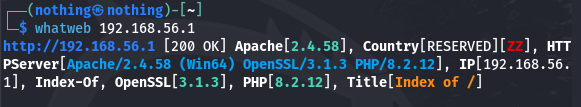 ┌──(nothing㉿nothing)-[~]
└─$ whatweb 192.168.56.1
http://192.168.56.1 [200 OK] Apache[2.4.58], Country[RESERVED][ZZ], HTT
PServer[Apache/2.4.58 (Win64) OpenSSL/3.1.3 PHP/8.2.12], IP[192.168.56.
1], Index-Of, OpenSSL[3.1.3], PHP[8.2.12], Title[Index of /]